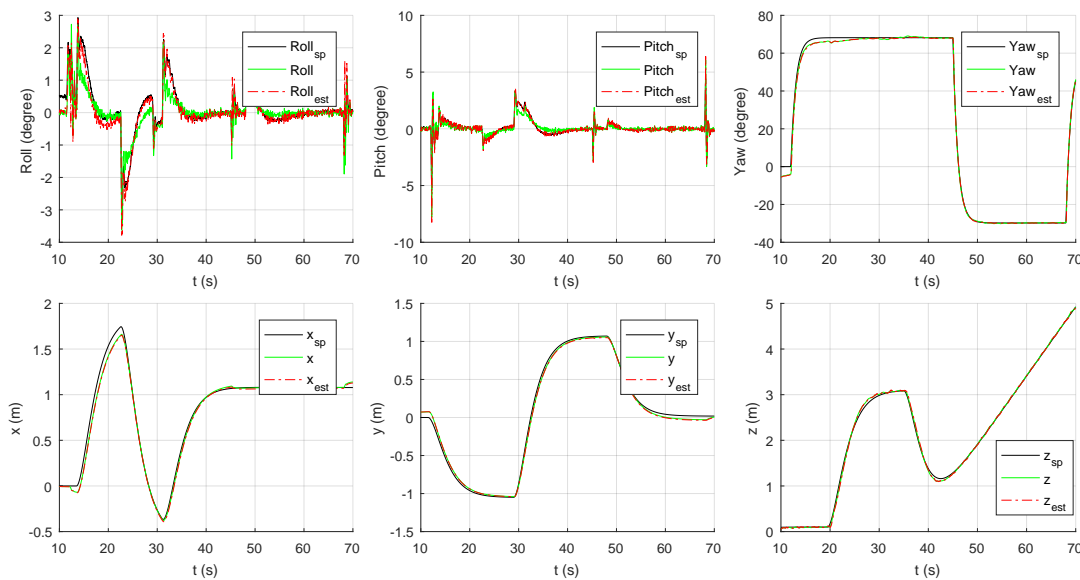 3
2
1
0
-1
-2
-3
-4
Roll (degree)
10 20 30 40 50 60 70
t (s)
Roll_sp
Roll
Roll_est
10
5
0
-5
-10
Pitch (degree)
10 20 30 40 50 60 70
t (s)
Pitch_sp
Pitch
Pitch_est
80
60
40
20
0
-20
-40
Yaw (degree)
10 20 30 40 50 60 70
t (s)
Yaw_sp
Yaw
Yaw_est
2
1.5
1
0.5
0
-0.5
x (m)
10 20 30 40 50 60 70
t (s)
x_sp
x
x_est
1.5
1
0.5
0
-0.5
-1
-1.5
y (m)
10 20 30 40 50 60 70
t (s)
y_sp
y
y_est
5
4
3
2
1
0
z (m)
10 20 30 40 50 60 70
t (s)
z_sp
z
z_est